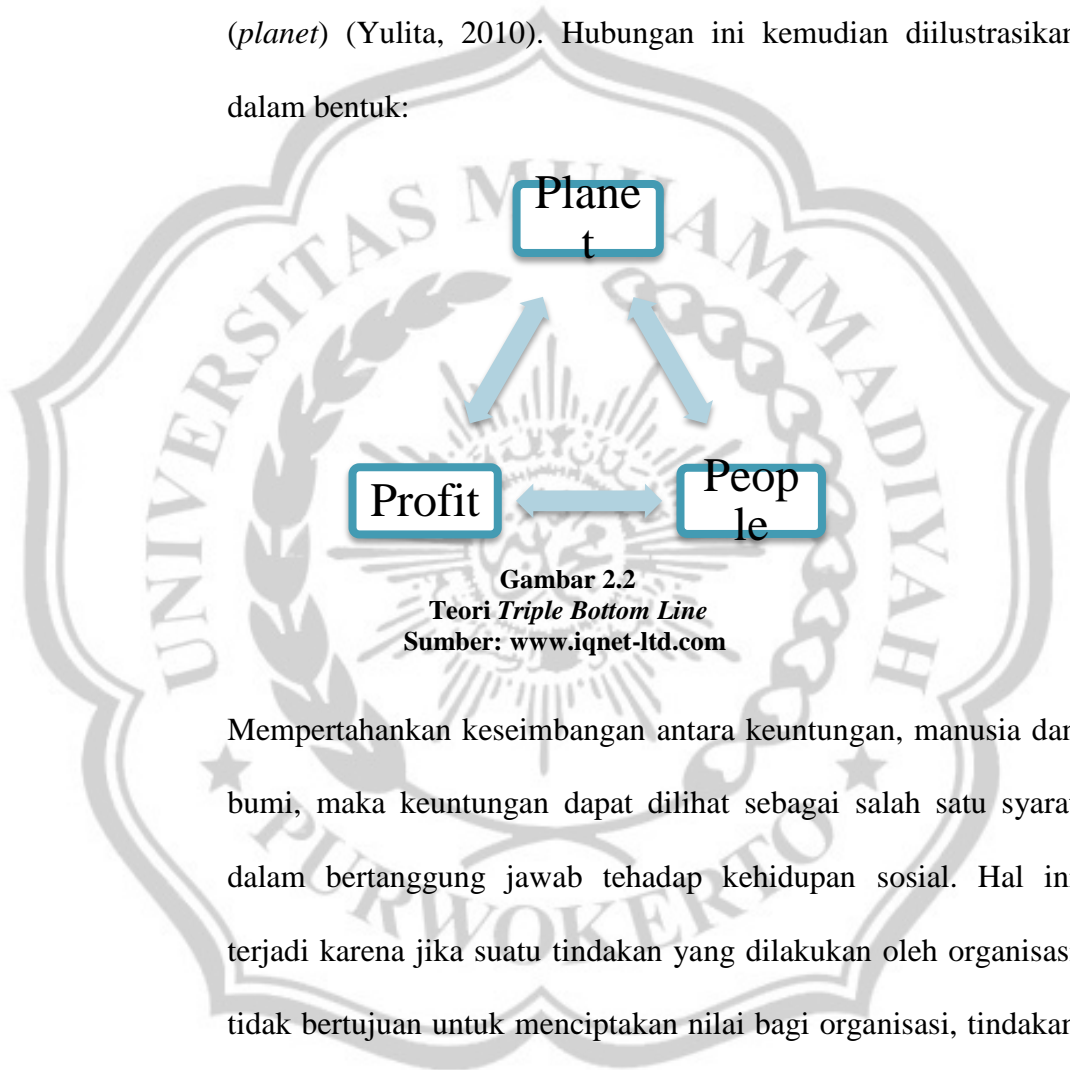 (planet) (Yulita, 2010). Hubungan ini kemudian diilustrasikan
dalam bentuk:
UNIVERSITAS MUHAMMADIYAH
PURWOKERTO
Plane
t
Profit
Peop
le
Gambar 2.2
Teori Triple Bottom Line
Sumber: www.iqnet-ltd.com
Mempertahankan keseimbangan antara keuntungan, manusia dan
bumi, maka keuntungan dapat dilihat sebagai salah satu syarat
dalam bertanggung jawab tehadap kehidupan sosial. Hal ini
terjadi karena jika suatu tindakan yang dilakukan oleh organisasi
tidak bertujuan untuk menciptakan nilai bagi organisasi, tindakan